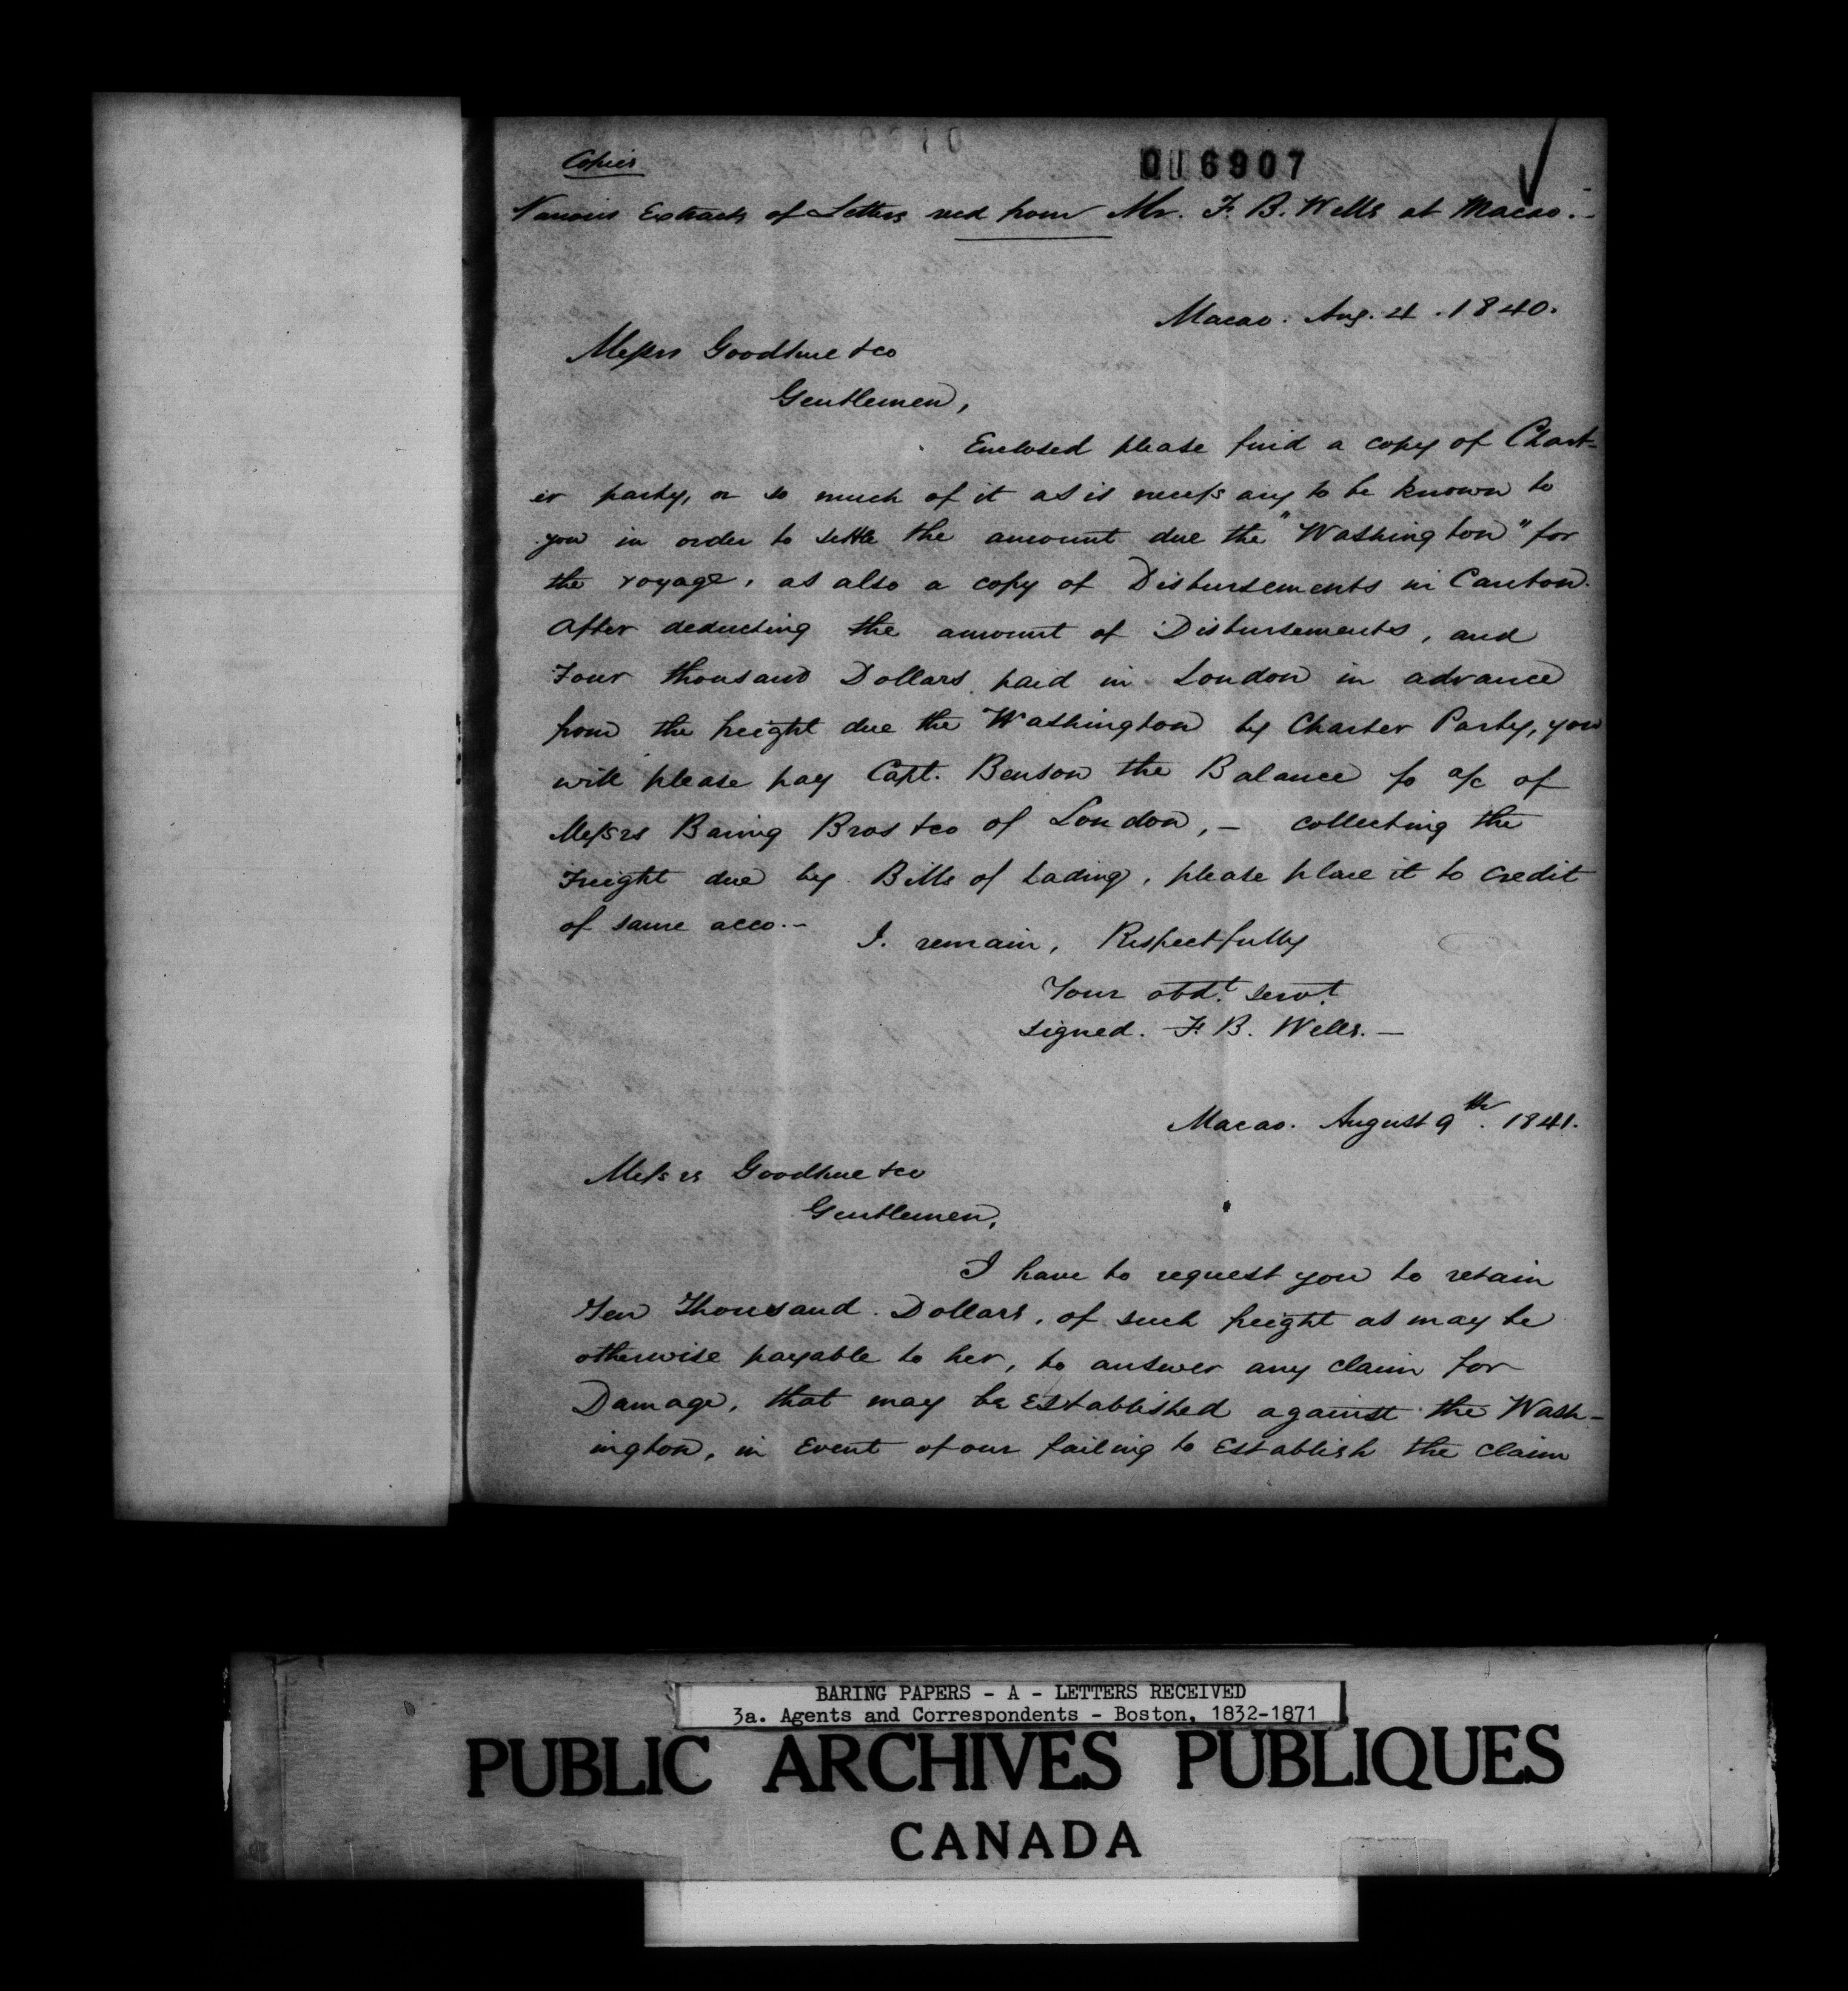 Copies
016907
Various Extracts of Letters recd from Mr. F. B. Wells at Macao.-
Macao. Aug. 4. 1840.
Messrs Goodhue & co
Gentlemen,
Enclosed please find a copy of Chart-
er party, or so much of it as is necessary to be known to
you in order to settle the amount due the "Washington" for
the voyage, as also a copy of Disbursements in Canton.
After deducting the amount of Disbursements, and
Four thousand Dollars paid in London in advance
from the freight due the Washington by Charter Party, you
will please pay Capt. Benson the Balance fo a/c of
Messrs Baring Bros & co of London, - collecting the
Freight due by Bills of Lading, please place it to Credit
of same acco.-
I. remain, Respectfully
Your obdt. servt.
signed. F. B. Wells. -
Macao. August 9th. 1841.
Messrs Goodhue & co
Gentlemen,
I have to request you to retain
Ten Thousand Dollars, of such freight as may be
otherwise payable to her, to answer any claim for
Damage, that may be Established against the Wash-
ington, in Event of our failing to Establish the claim
BARING PAPERS - A - LETTERS RECEIVED
3a. Agents and Correspondents - Boston, 1832-1871
PUBLIC ARCHIVES PUBLIQUES
CANADA